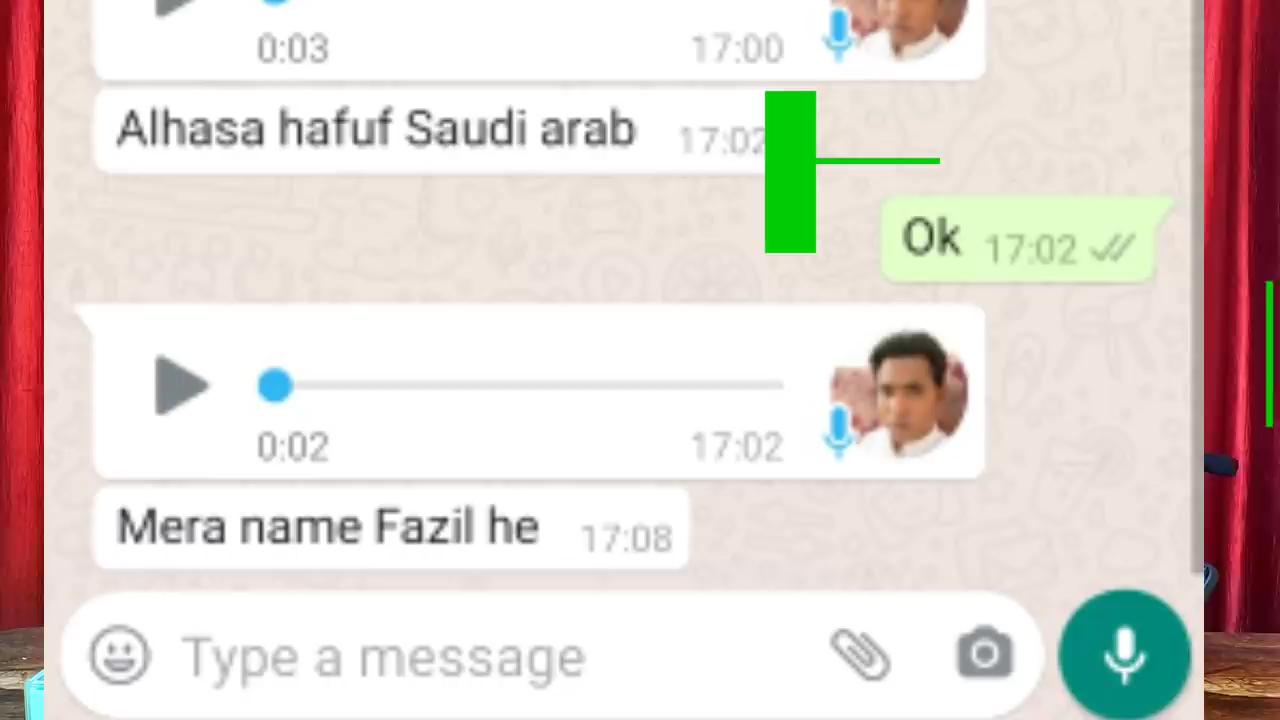 0:03 17:00
Alhasa hafuf Saudi arab 17:02
Ok 17:02
0:02 17:02
Mera name Fazil he 17:08
Type a message